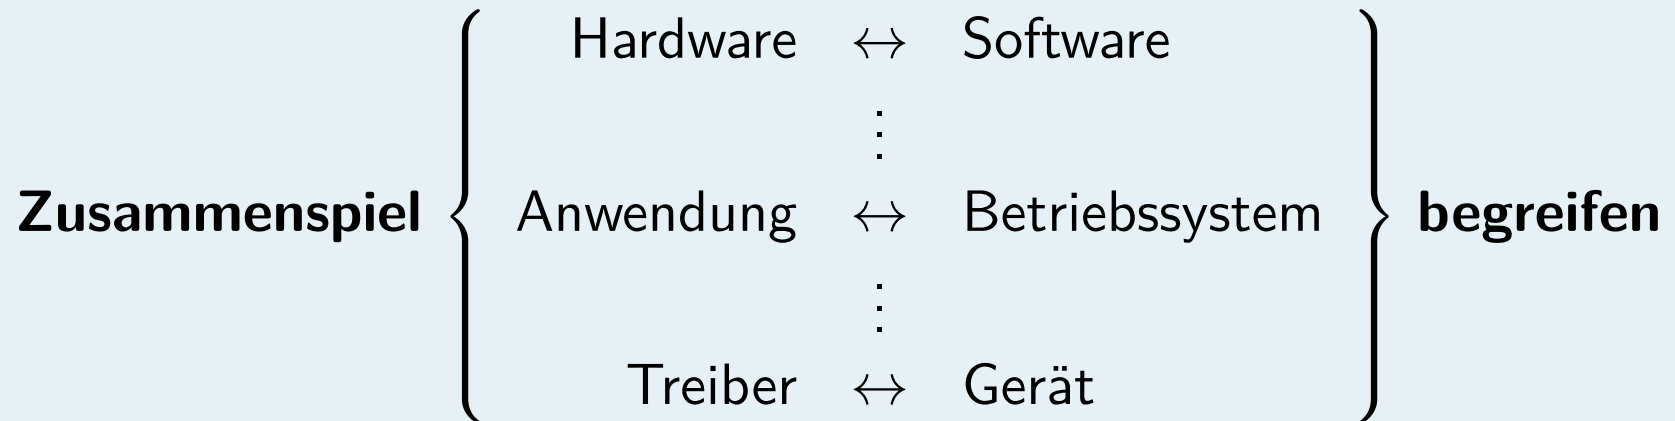 Hardware ↔ Software
⋮
Zusammenspiel { Anwendung ↔ Betriebssystem } begreifen
⋮
Treiber ↔ Gerät